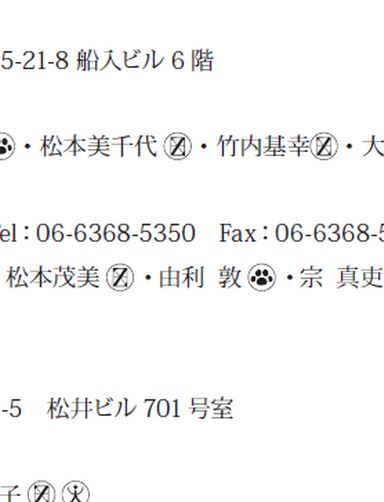 5-21-8 船入ビル 6 階
・松本美千代 Ⓩ・竹内基幸Ⓩ・大
el：06-6368-5350　Fax：06-6368-5
松本茂美 Ⓩ ・由利 敦 🐾 ・宗 真吏
-5　松井ビル 701 号室
子 Ⓩ